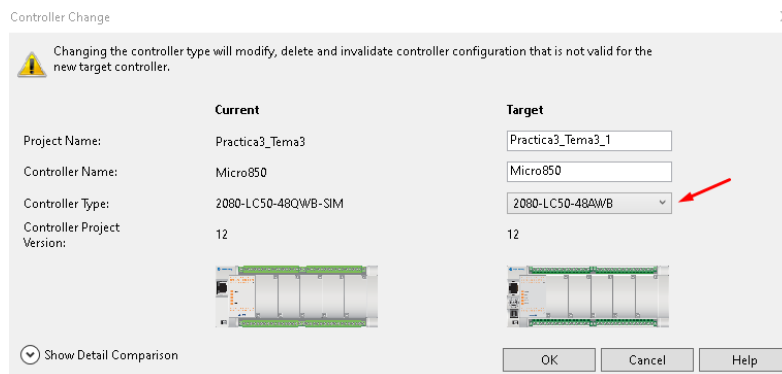 Controller Change
Changing the controller type will modify, delete and invalidate controller configuration that is not valid for the
new target controller.
Current Target
Project Name: Practica3_Tema3 Practica3_Tema3_1
Controller Name: Micro850 Micro850
Controller Type: 2080-LC50-48QWB-SIM 2080-LC50-48AWB
Controller Project
Version: 12 12
Show Detail Comparison OK Cancel Help